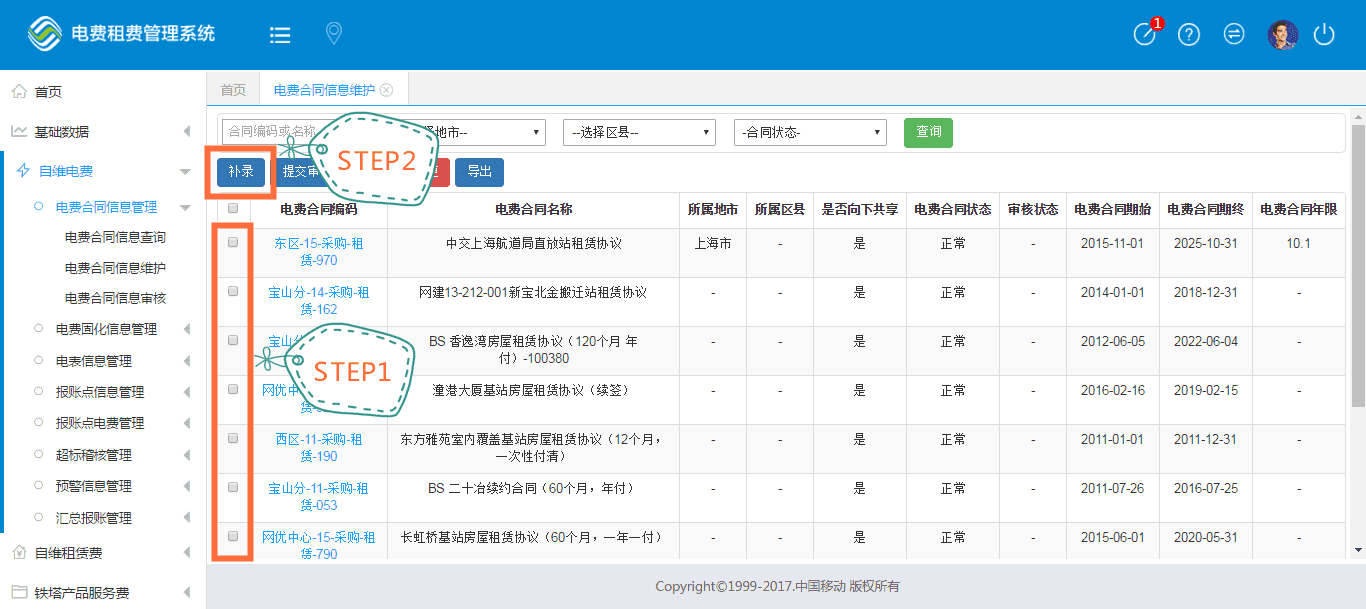 电费租费管理系统
1
首页
基础数据
自维电费
电费合同信息管理
电费合同信息查询
电费合同信息维护
电费合同信息审核
电费固化信息管理
电表信息管理
报账点信息管理
报账点电费管理
超标稽核管理
预警信息管理
汇总报账管理
自维租赁费
铁塔产品服务费
首页 电费合同信息维护
合同编码或名称 地市-- --选择区县-- -合同状态- 查询
补录 提交审 导出
STEP2
电费合同编码 电费合同名称 所属地市 所属区县 是否向下共享 电费合同状态 审核状态 电费合同期始 电费合同期终 电费合同年限
东区-15-采购-租 中交上海航道局直放站租赁协议 上海市 - 是 正常 - 2015-11-01 2025-10-31 10.1
赁-970
宝山分-14-采购-租 网建13-212-001新宝北金搬迁站租赁协议 - - 是 正常 - 2014-01-01 2018-12-31 -
赁-162
宝山 BS 香逸湾房屋租赁协议（120个月 年 - - 是 正常 - 2012-06-05 2022-06-04 -
付）-100380
STEP1
网优中 潼港大厦基站房屋租赁协议（续签） - - 是 正常 - 2016-02-16 2019-02-15 -
赁
西区-11-采购-租 东方雅苑室内覆盖基站房屋租赁协议（12个月， - - 是 正常 - 2011-01-01 2011-12-31 -
赁-190 一次性付清）
宝山分-11-采购-租 BS 二十冶续约合同（60个月，年付） - - 是 正常 - 2011-07-26 2016-07-25 -
赁-053
网优中心-15-采购-租 长虹桥基站房屋租赁协议（60个月，一年一付） - - 是 正常 - 2015-06-01 2020-05-31 -
赁-790
Copyright©1999-2017.中国移动 版权所有